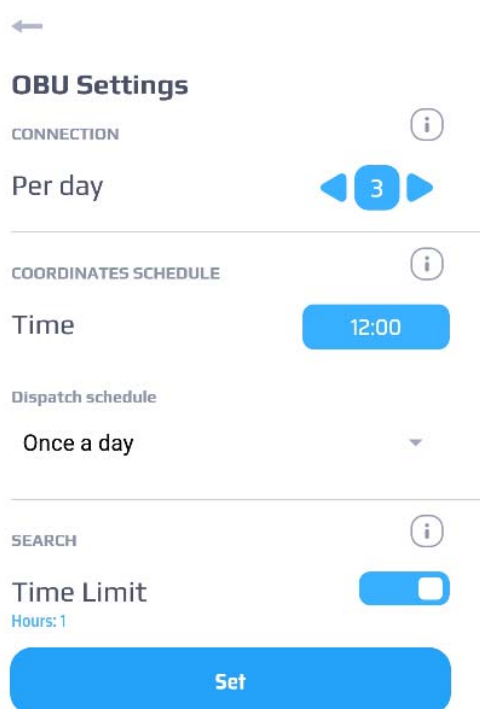 OBU Settings
CONNECTION
i
Per day
3
COORDINATES SCHEDULE
i
Time
12:00
Dispatch schedule
Once a day
SEARCH
i
Time Limit
Hours: 1
Set